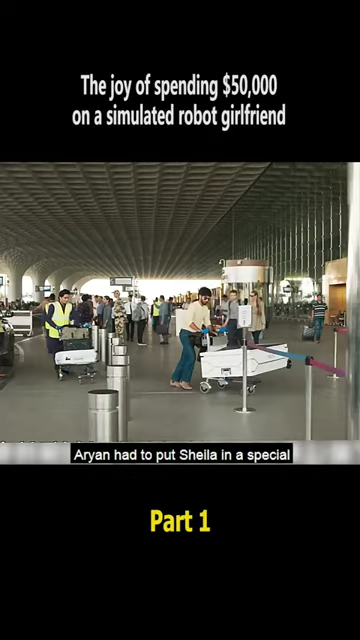 The joy of spending $50,000
on a simulated robot girlfriend
Aryan had to put Sheila in a special
Part 1